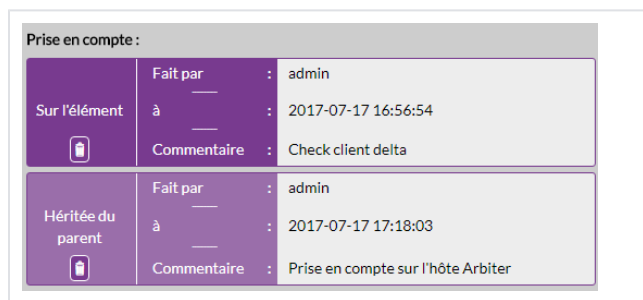 Prise en compte :
Sur l'élément
Fait par : admin
à : 2017-07-17 16:56:54
Commentaire : Check client delta
Héritée du
parent
Fait par : admin
à : 2017-07-17 17:18:03
Commentaire : Prise en compte sur l'hôte Arbiter